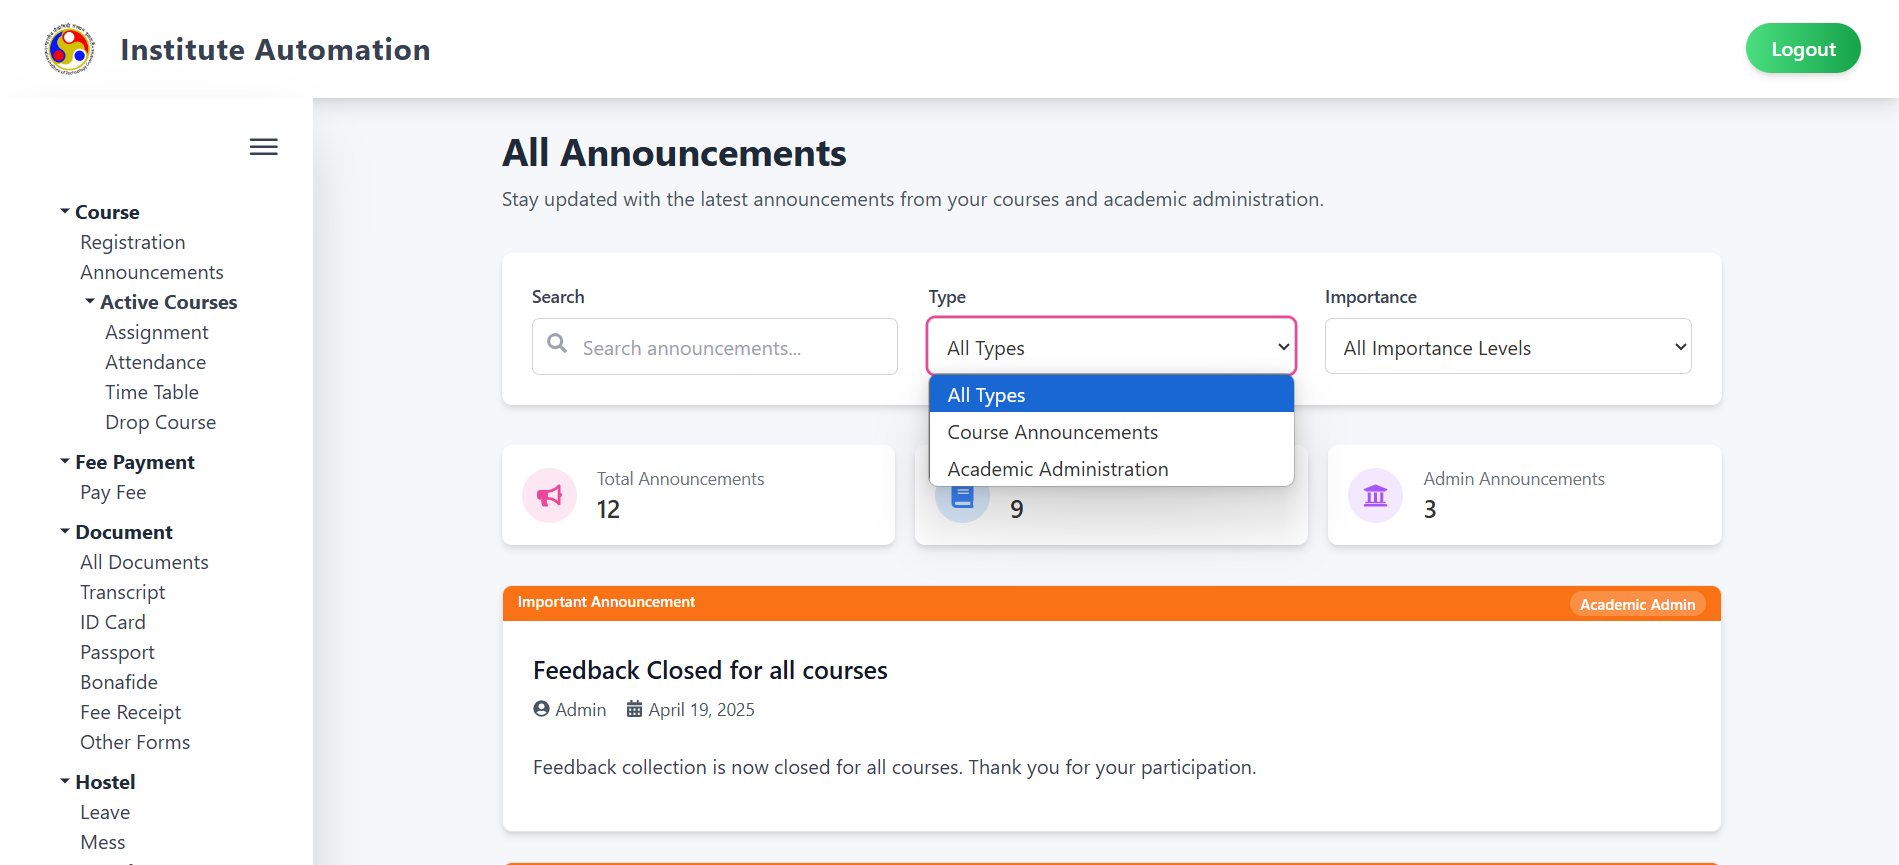 Institute Automation
Logout
Course
Registration
Announcements
Active Courses
Assignment
Attendance
Time Table
Drop Course
Fee Payment
Pay Fee
Document
All Documents
Transcript
ID Card
Passport
Bonafide
Fee Receipt
Other Forms
Hostel
Leave
Mess
All Announcements
Stay updated with the latest announcements from your courses and academic administration.
Search
Search announcements...
Type
All Types
All Types
Course Announcements
Academic Administration
Importance
All Importance Levels
Total Announcements
12
9
Admin Announcements
3
Important Announcement
Academic Admin
Feedback Closed for all courses
Admin April 19, 2025
Feedback collection is now closed for all courses. Thank you for your participation.